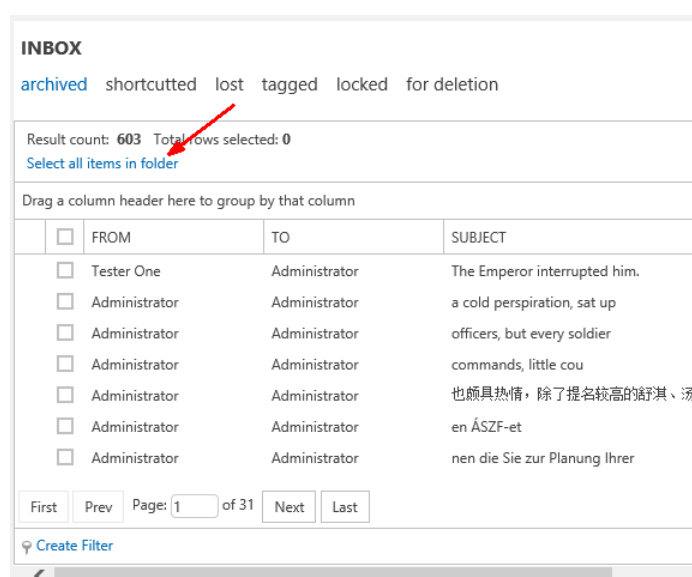 INBOX
archived shortcutted lost tagged locked for deletion
Result count: 603 Total rows selected: 0
Select all items in folder
Drag a column header here to group by that column
FROM TO SUBJECT
Tester One Administrator The Emperor interrupted him.
Administrator Administrator a cold perspiration, sat up
Administrator Administrator officers, but every soldier
Administrator Administrator commands, little cou
Administrator Administrator 也颇具热情，除了提名较高的舒淇、汤
Administrator Administrator en ÁSZF-et
Administrator Administrator nen die Sie zur Planung Ihrer
First Prev Page: 1 of 31 Next Last
Create Filter